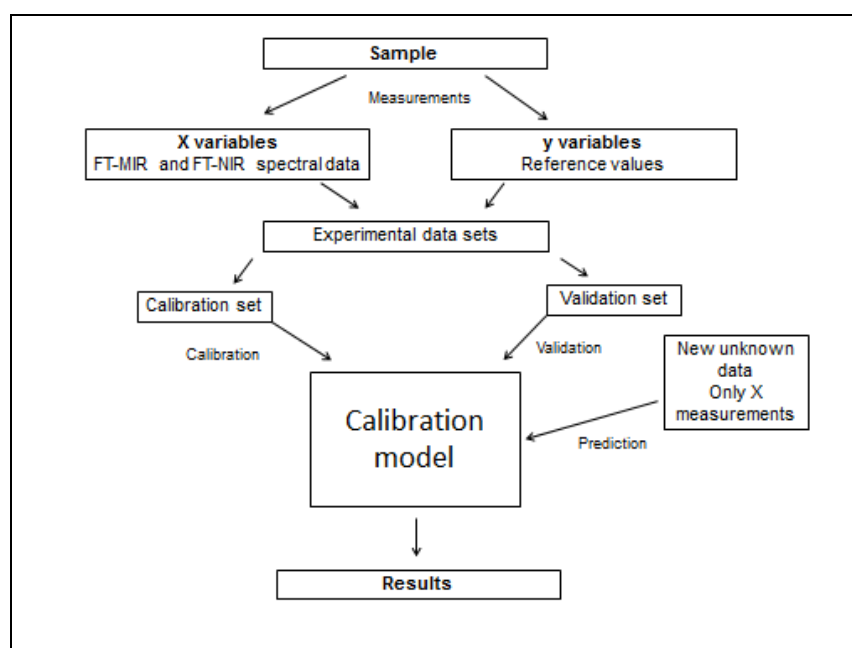 Sample
Measurements
X variables
FT-MIR and FT-NIR spectral data
y variables
Reference values
Experimental data sets
Calibration set
Validation set
Calibration
Validation
New unknown
data
Only X
measurements
Calibration
model
Prediction
Results